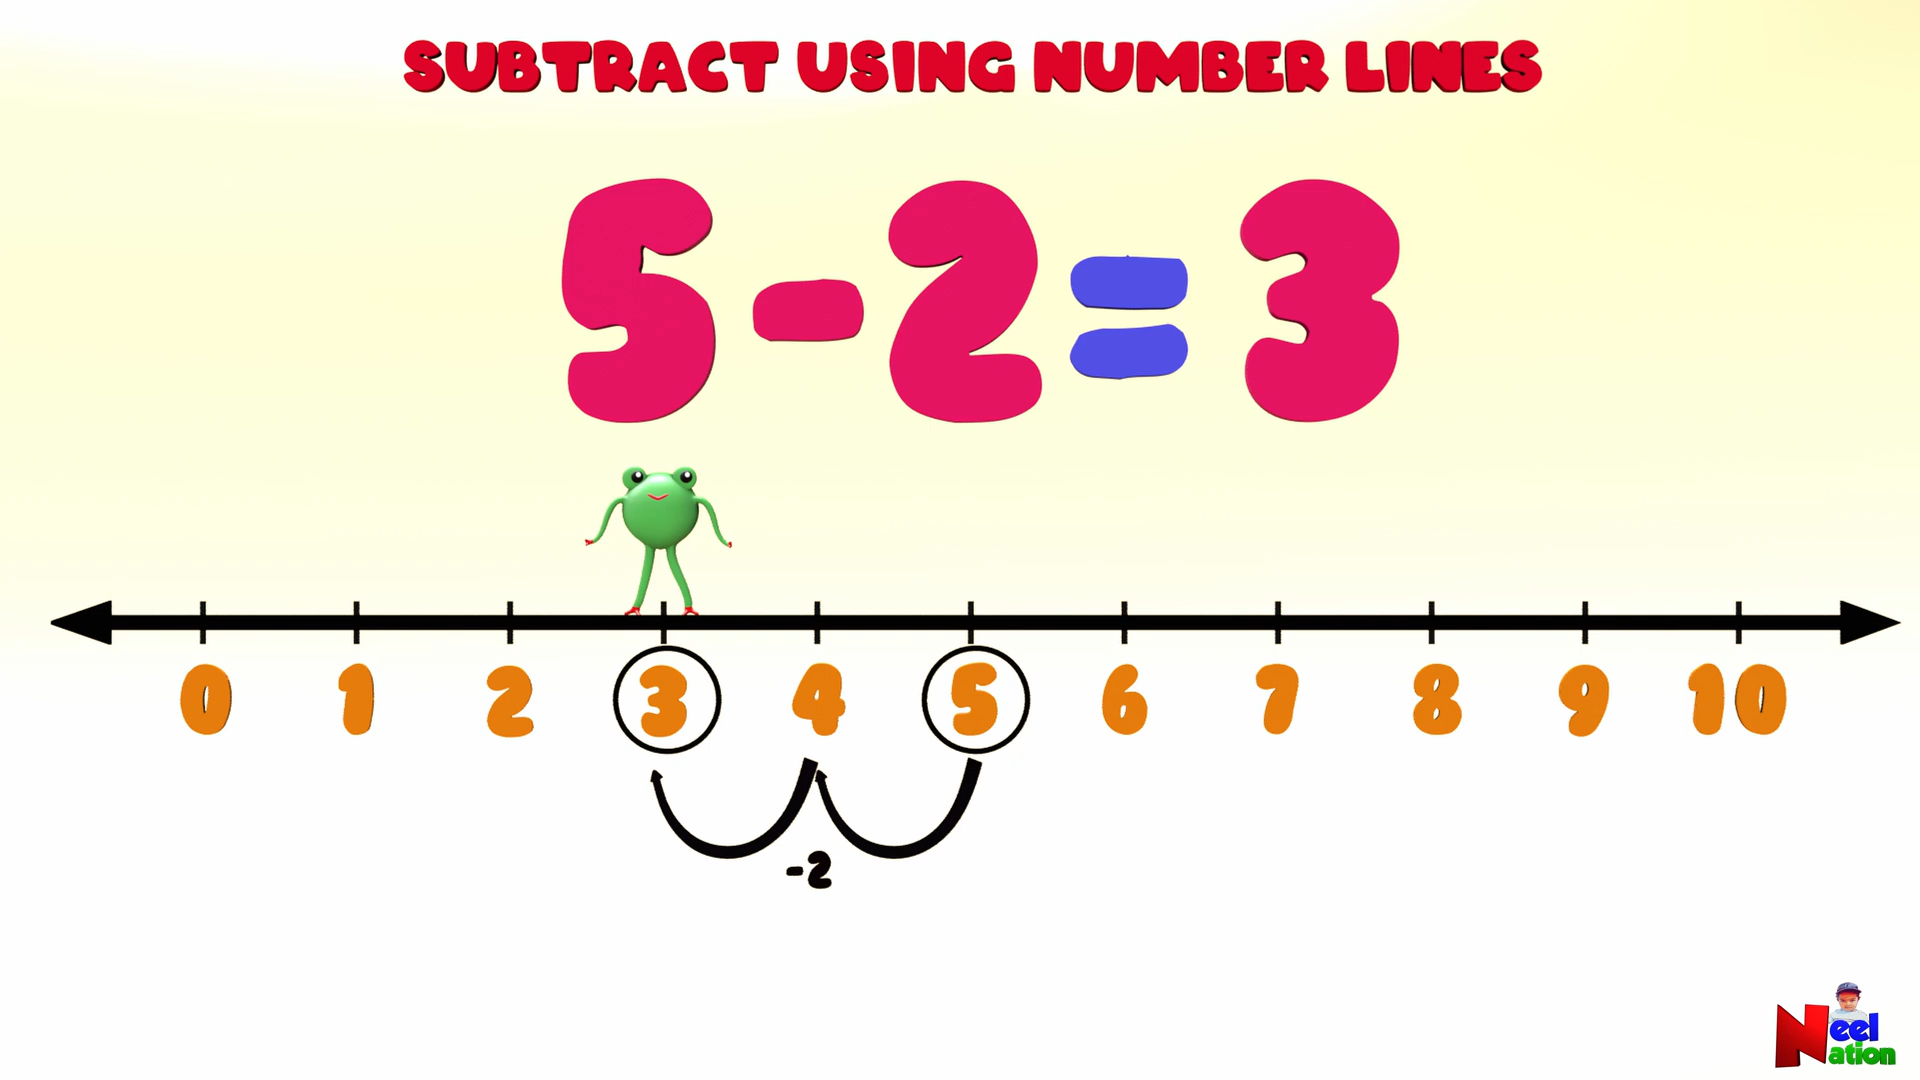 SUBTRACT USING NUMBER LINES
5-2=3
0 1 2 3 4 5 6 7 8 9 10
-2
Neel
Nation